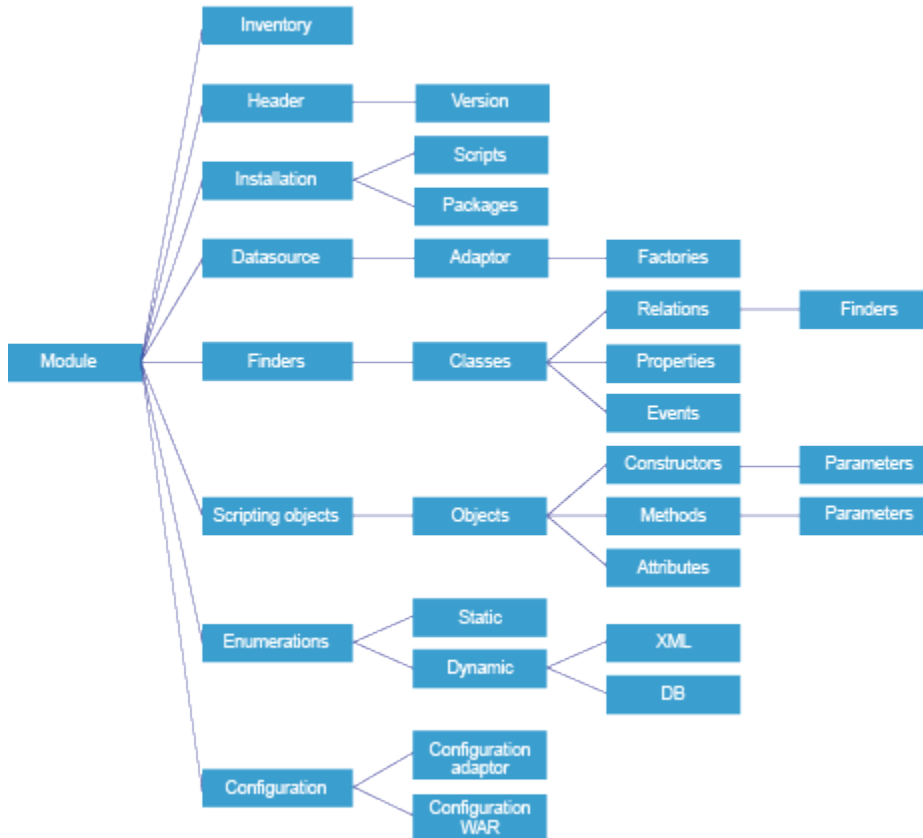 Inventory
Header
Version
Scripts
Installation
Packages
Datasource
Adaptor
Factories
Relations
Finders
Module
Finders
Classes
Properties
Events
Constructors
Parameters
Scripting objects
Objects
Methods
Parameters
Attributes
Static
Enumerations
XML
Dynamic
DB
Configuration
adaptor
Configuration
Configuration
WAR